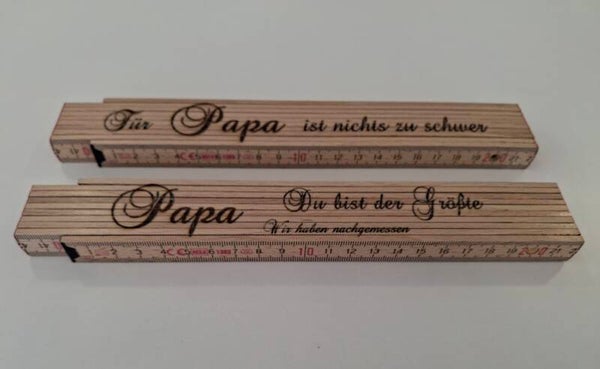 Für Papa ist nichts zu schwer
Papa Du bist der Größte
Wir haben nachgemessen